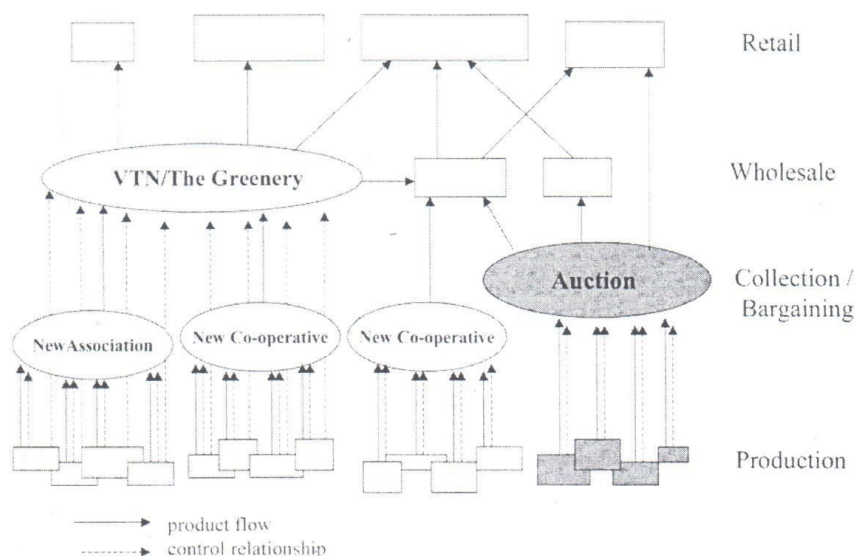 Retail
VTN/The Greenery
Wholesale
Auction
Collection /
Bargaining
NewAssociation
New Co-operative
New Co-operative
Production
product flow
control relationship